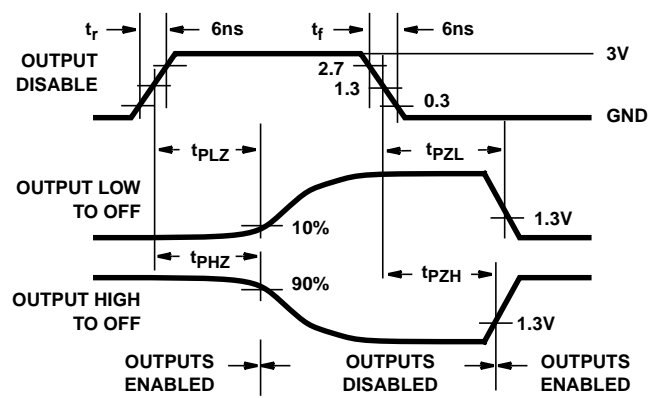 tr 6ns tf 6ns
OUTPUT
DISABLE
3V
2.7
1.3
0.3
GND
tPLZ tPZL
OUTPUT LOW
TO OFF
10%
1.3V
tPHZ
90%
tPZH
OUTPUT HIGH
TO OFF
1.3V
OUTPUTS
ENABLED
OUTPUTS
DISABLED
OUTPUTS
ENABLED